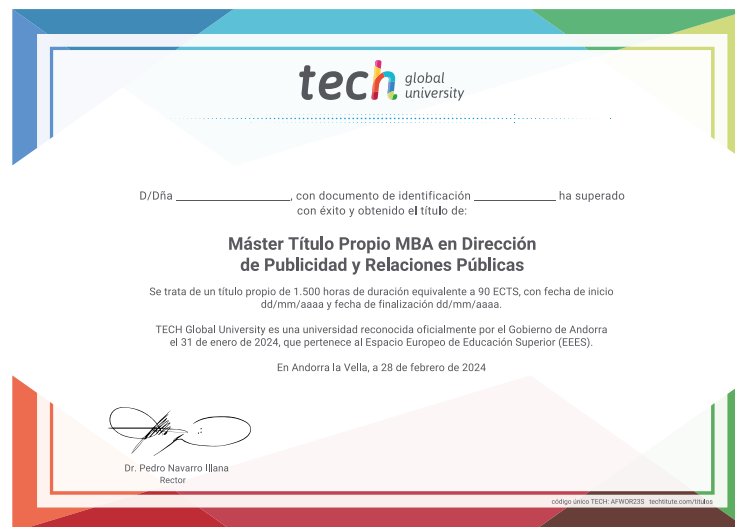 tech global university
D/Dña ____________________, con documento de identificación ______________ ha superado
con éxito y obtenido el título de:
Máster Título Propio MBA en Dirección
de Publicidad y Relaciones Públicas
Se trata de un título propio de 1.500 horas de duración equivalente a 90 ECTS, con fecha de inicio
dd/mm/aaaa y fecha de finalización dd/mm/aaaa.
TECH Global University es una universidad reconocida oficialmente por el Gobierno de Andorra
el 31 de enero de 2024, que pertenece al Espacio Europeo de Educación Superior (EEES).
En Andorra la Vella, a 28 de febrero de 2024
Dr. Pedro Navarro Illana
Rector
código único TECH: AFWOR23S techtitute.com/titulos